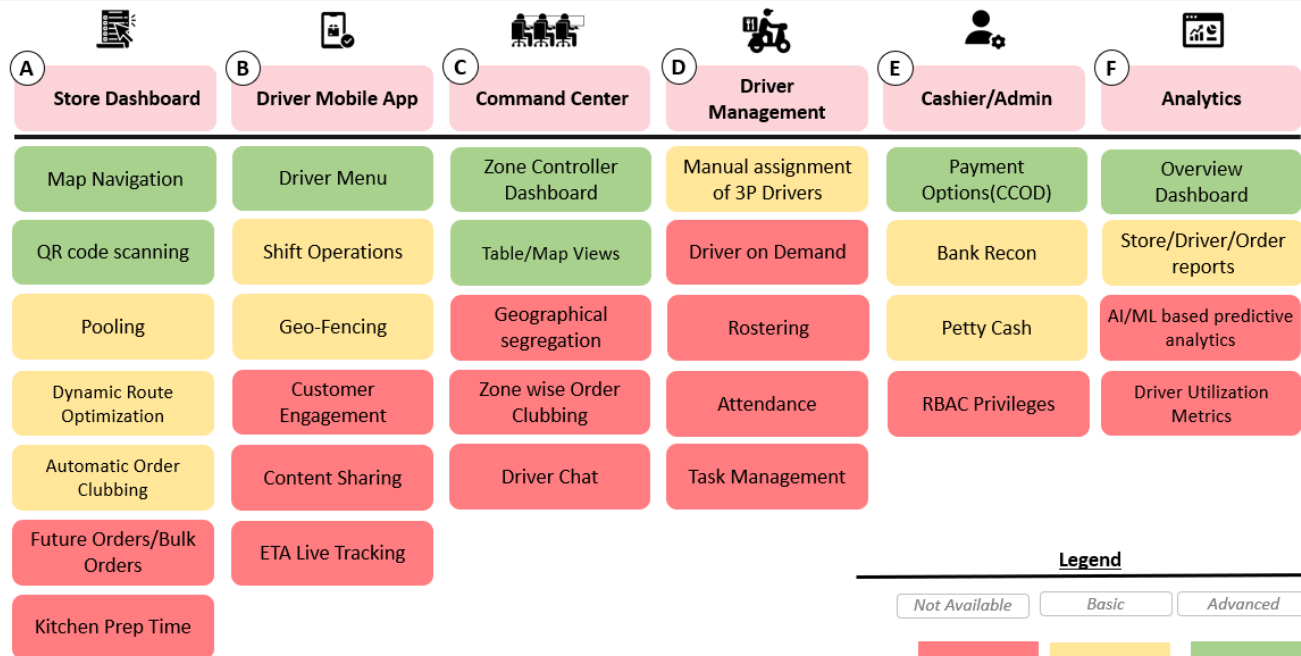 A
Store Dashboard
B
Driver Mobile App
C
Command Center
D
Driver
Management
E
Cashier/Admin
F
Analytics
Map Navigation
QR code scanning
Pooling
Dynamic Route
Optimization
Automatic Order
Clubbing
Future Orders/Bulk
Orders
Kitchen Prep Time
Driver Menu
Shift Operations
Geo-Fencing
Customer
Engagement
Content Sharing
ETA Live Tracking
Zone Controller
Dashboard
Table/Map Views
Geographical
segregation
Zone wise Order
Clubbing
Driver Chat
Manual assignment
of 3P Drivers
Driver on Demand
Rostering
Attendance
Task Management
Payment
Options(CCOD)
Bank Recon
Petty Cash
RBAC Privileges
Overview
Dashboard
Store/Driver/Order
reports
AI/ML based predictive
analytics
Driver Utilization
Metrics
Legend
Not Available
Basic
Advanced